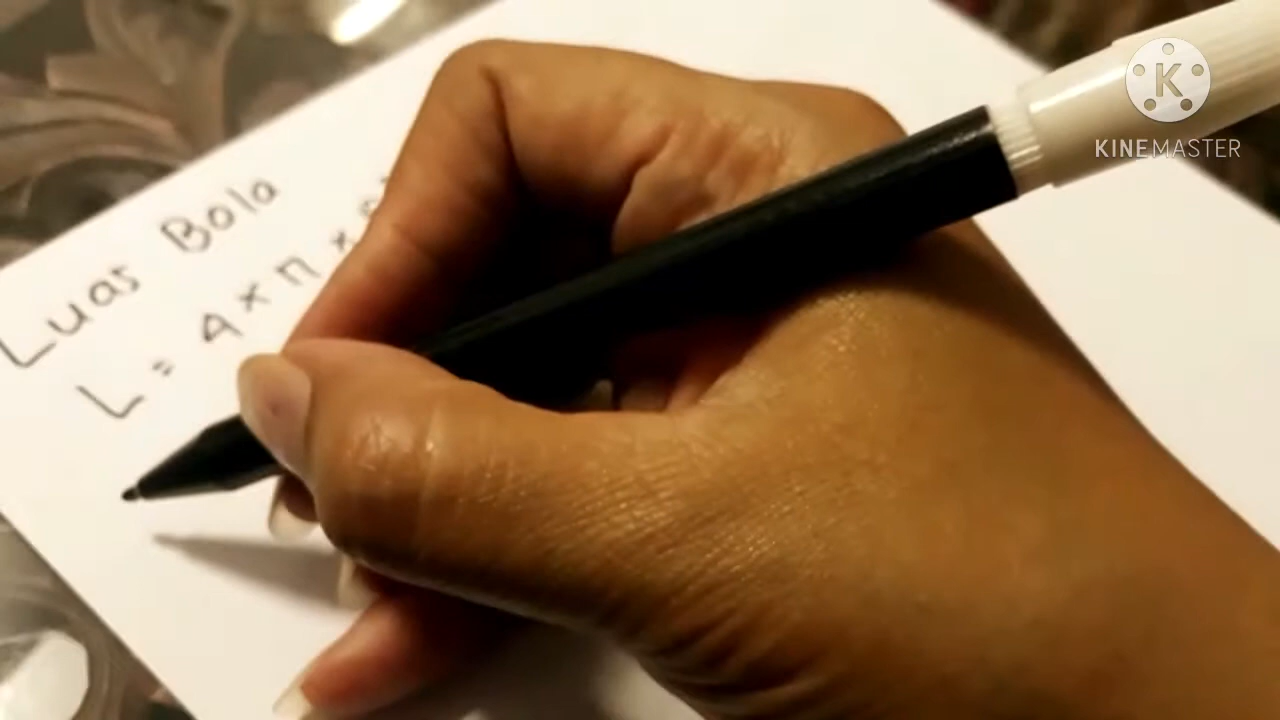 Luas Bola
L = 4 × π ×
KINEMASTER